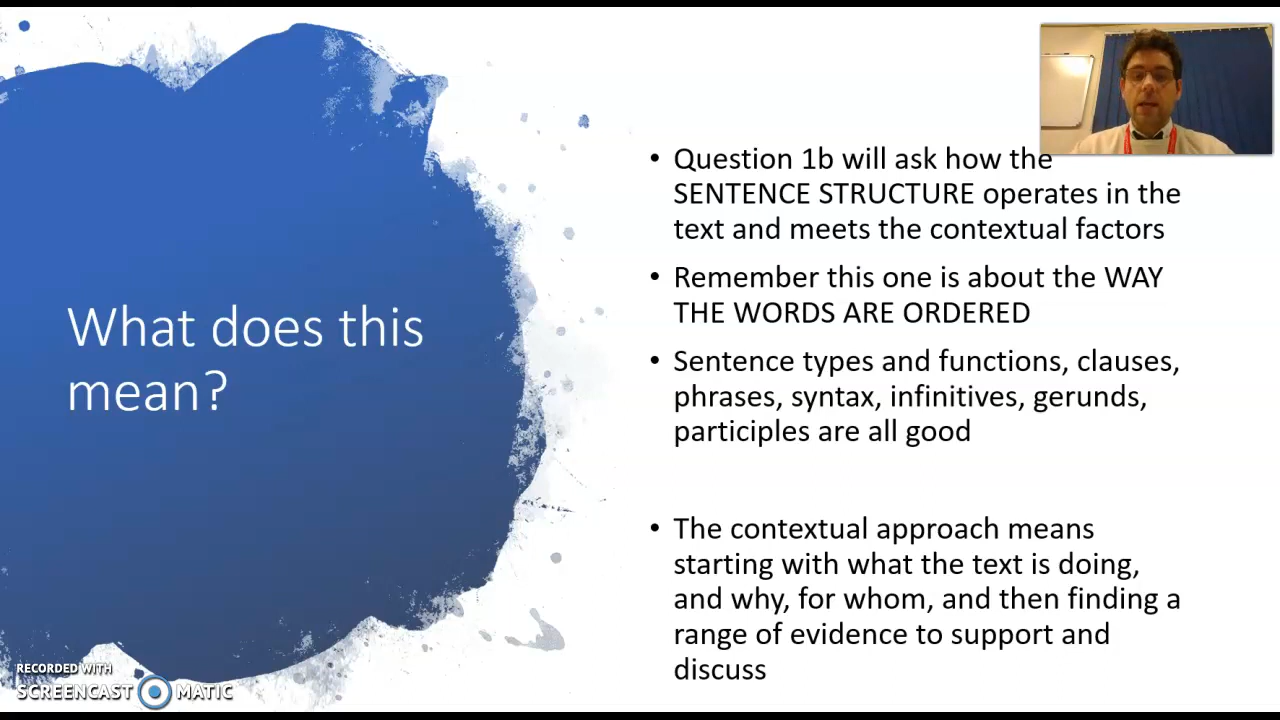 What does this
mean?
• Question 1b will ask how the
SENTENCE STRUCTURE operates in the
text and meets the contextual factors
• Remember this one is about the WAY
THE WORDS ARE ORDERED
• Sentence types and functions, clauses,
phrases, syntax, infinitives, gerunds,
participles are all good
• The contextual approach means
starting with what the text is doing,
and why, for whom, and then finding a
range of evidence to support and
discuss
RECORDED WITH
SCREENCAST MATIC